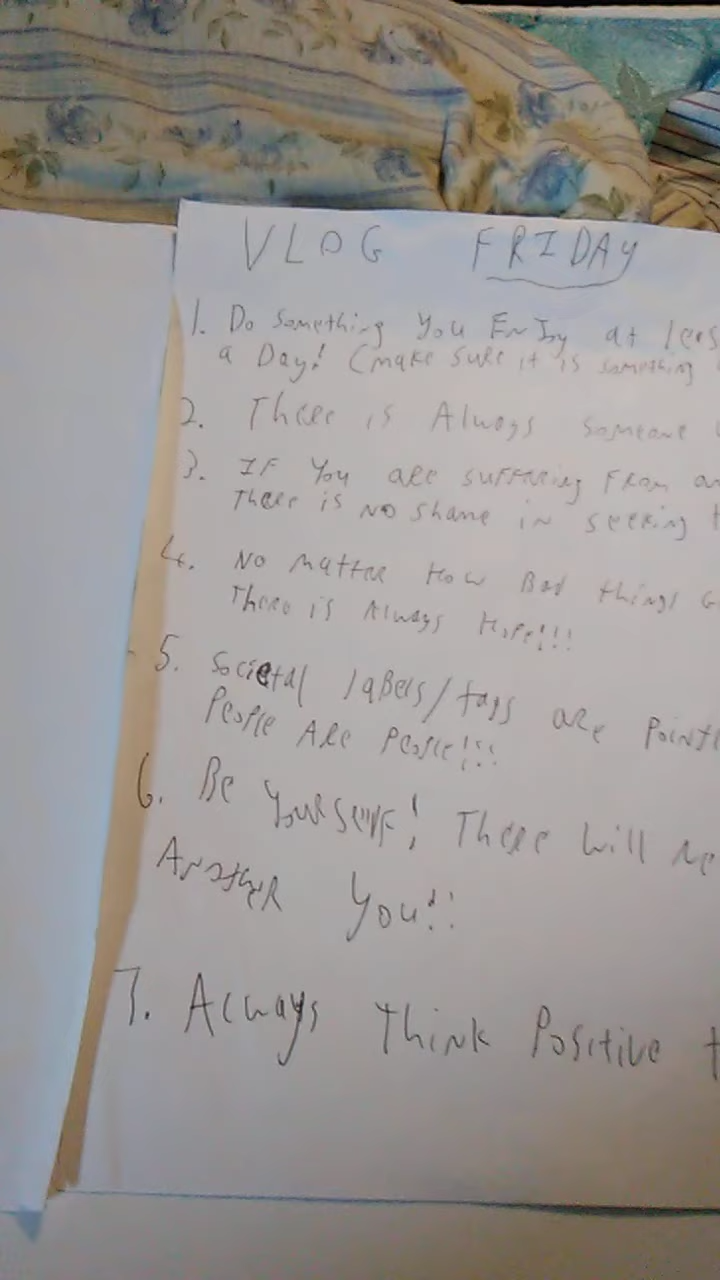 VLOG FRIDAY
1. Do Something You Enjoy at
a Day! (make sure it is something
2. There is Always someone
3. IF You are suffering From
There is NO shame in seeking
4. No matter How Bad things
There is Always Hope!!!
5. Societal labels/tags are
People Are People!!!
6. Be Yourself! There will
Another You!!
7. Always Think Positive